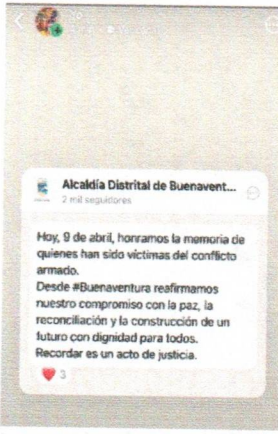 Alcaldía Distrital de Buenavent...
2 mil seguidores
Hoy, 9 de abril, honramos la memoria de
quienes han sido víctimas del conflicto
armado.
Desde #Buenaventura reafirmamos
nuestro compromiso con la paz, la
reconciliación y la construcción de un
futuro con dignidad para todos.
Recordar es un acto de justicia.
3